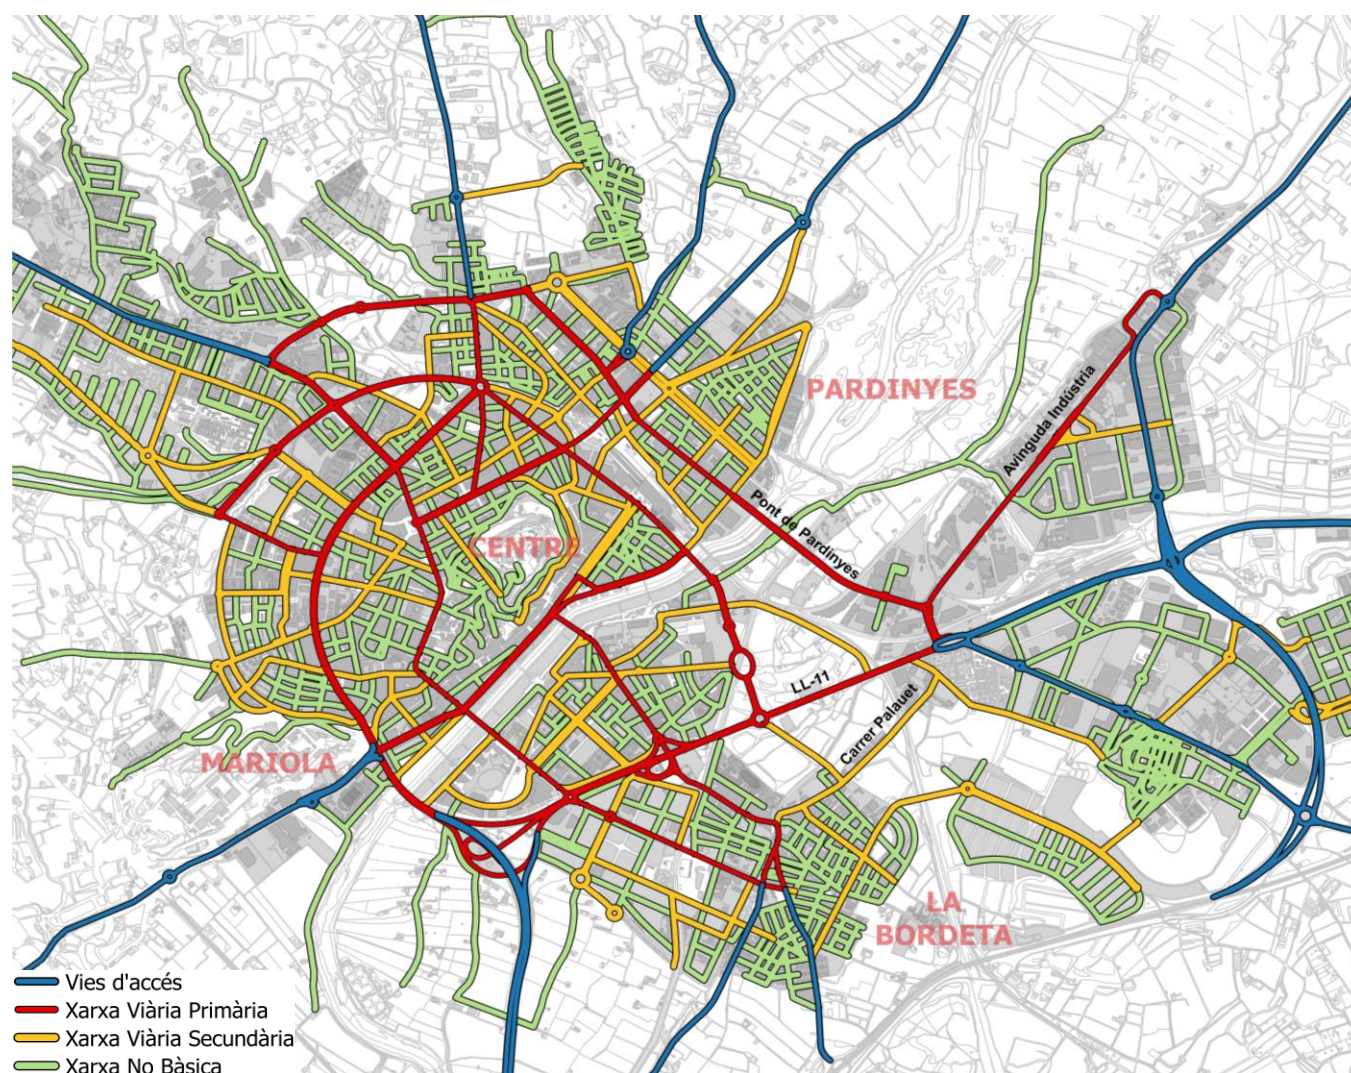 PARDINYES
Avinguda Indústria
Pont de Pardinyes
CENTRE
LL-11
Carrer Palauet
MARIOLA
LA
BORDETA
Vies d'accés
Xarxa Viària Primària
Xarxa Viària Secundària
Xarxa No Bàsica